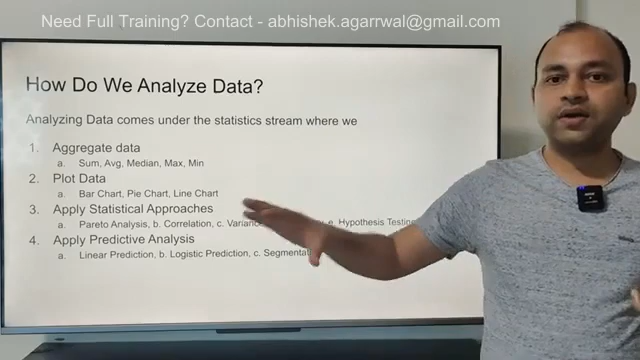 Need Full Training? Contact - abhishek.agarrwal@gmail.com
How Do We Analyze Data?
Analyzing Data comes under the statistics stream where we
1. Aggregate data
a. Sum, Avg, Median, Max, Min
2. Plot Data
a. Bar Chart, Pie Chart, Line Chart
3. Apply Statistical Approaches
a. Pareto Analysis, b. Correlation, c. e. Hypothesis Testing
4. Apply Predictive Analysis
a. Linear Prediction, b. Logistic Prediction, c.